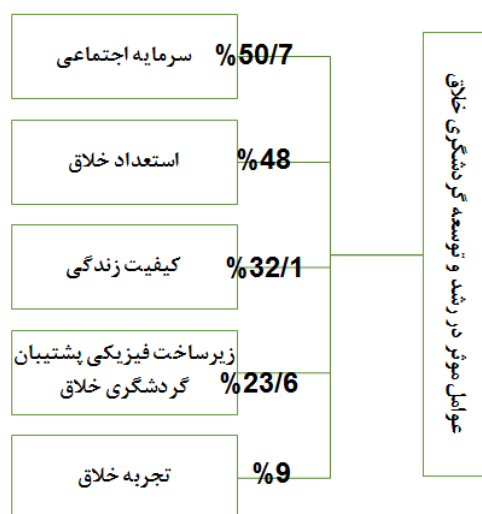 عوامل موثر در رشد و توسعه گردشگری خلاق
سرمایه اجتماعی %50/7
استعداد خلاق %48
کیفیت زندگی %32/1
زیرساخت فیزیکی پشتیبان
گردشگری خلاق %23/6
تجربه خلاق %9